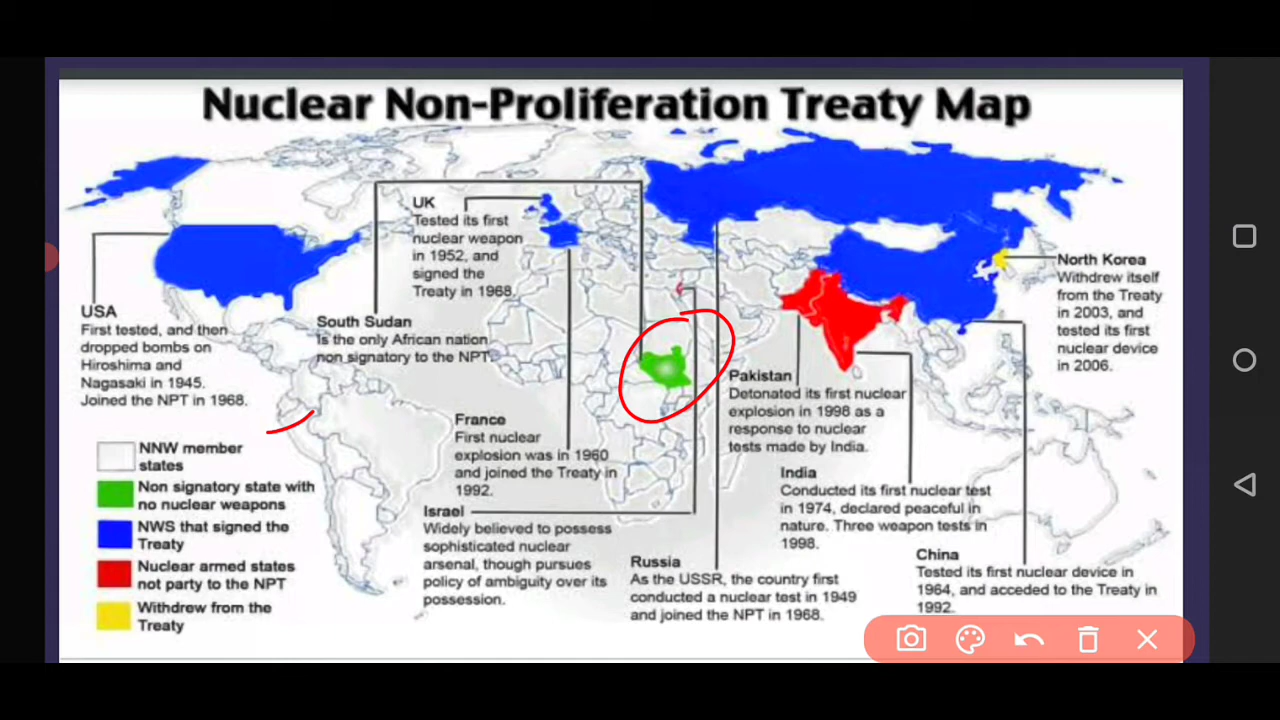 Nuclear Non-Proliferation Treaty Map
UK
Tested its first
nuclear weapon
in 1952, and
signed the
Treaty in 1968.
North Korea
Withdrew itself
from the Treaty
in 2003, and
tested its first
nuclear device
in 2006.
USA
First tested, and then
dropped bombs on
Hiroshima and
Nagasaki in 1945.
Joined the NPT in 1968.
South Sudan
Is the only African nation
non signatory to the NPT.
Pakistan
Detonated its first nuclear
explosion in 1998 as a
response to nuclear
tests made by India.
France
First nuclear
explosion was in 1960
and joined the Treaty in
1992.
India
Conducted its first nuclear test
in 1974, declared peaceful in
nature. Three weapon tests in
1998.
Israel
Widely believed to possess
sophisticated nuclear
arsenal, though pursues
policy of ambiguity over its
possession.
Russia
As the USSR, the country first
conducted a nuclear test in 1949
and joined the NPT in 1968.
China
Tested its first nuclear device in
1964, and acceded to the Treaty in
1992.
NNW member
states
Non signatory state with
no nuclear weapons
NWS that signed the
Treaty
Nuclear armed states
not party to the NPT
Withdrew from the
Treaty